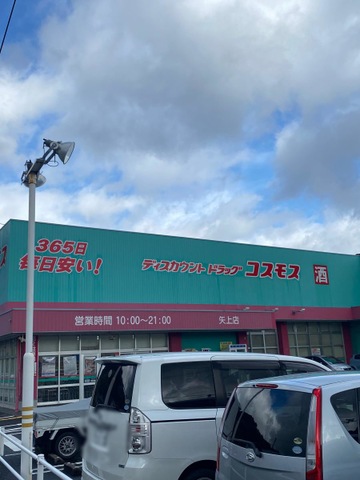 365日
毎日安い!
ディスカウント ドラッグ コスモス
酒
営業時間 10:00~21:00
矢上店